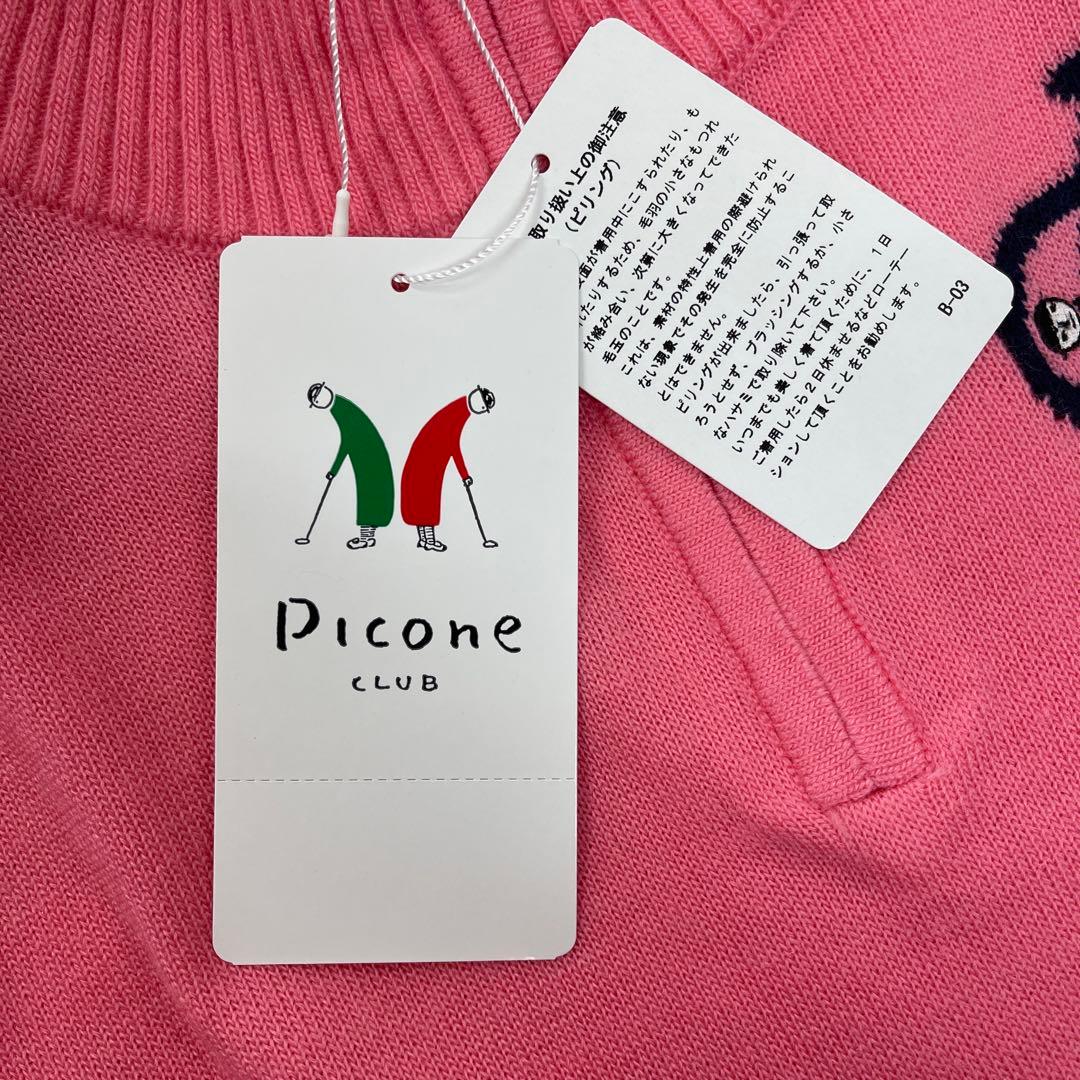 Picone
CLUB
取り扱い上の御注意
(ピリング)
面が着用中にこすられたり、も
れたりするため、毛羽の小さなもつれ
が絡み合い、次第に大きくなってできた
毛玉のことです。
これは、素材の特性上着用の際避けられ
ない現象でその発生を完全に防止するに
とはできません。
ピリングが出来ましたら、引っ張って取
ろうとせず、ブラッシングするか、小さ
なハサミで取り除いて下さい。
いつまでも美しく着て頂くために、1日
ご着用したら2日休ませるなどローテー
ションして頂くことをお勧めします。
B-03